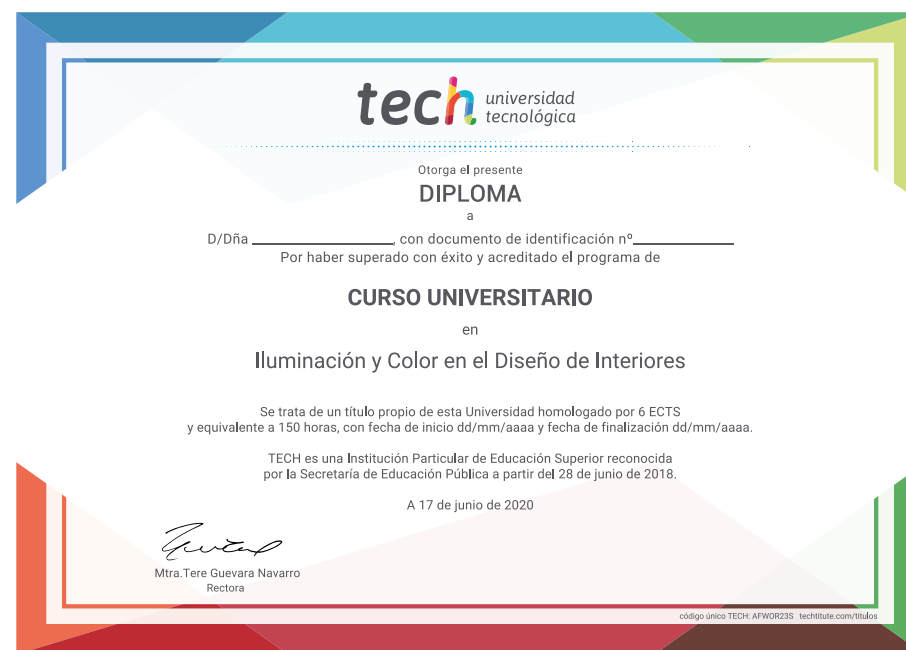 tech universidad
tecnológica
Otorga el presente
DIPLOMA
a
D/Dña ____________________, con documento de identificación nº______________
Por haber superado con éxito y acreditado el programa de
CURSO UNIVERSITARIO
en
Iluminación y Color en el Diseño de Interiores
Se trata de un título propio de esta Universidad homologado por 6 ECTS
y equivalente a 150 horas, con fecha de inicio dd/mm/aaaa y fecha de finalización dd/mm/aaaa.
TECH es una Institución Particular de Educación Superior reconocida
por la Secretaría de Educación Pública a partir del 28 de junio de 2018.
A 17 de junio de 2020
Mtra.Tere Guevara Navarro
Rectora
código único TECH: AFWOR23S techtitute.com/titulos